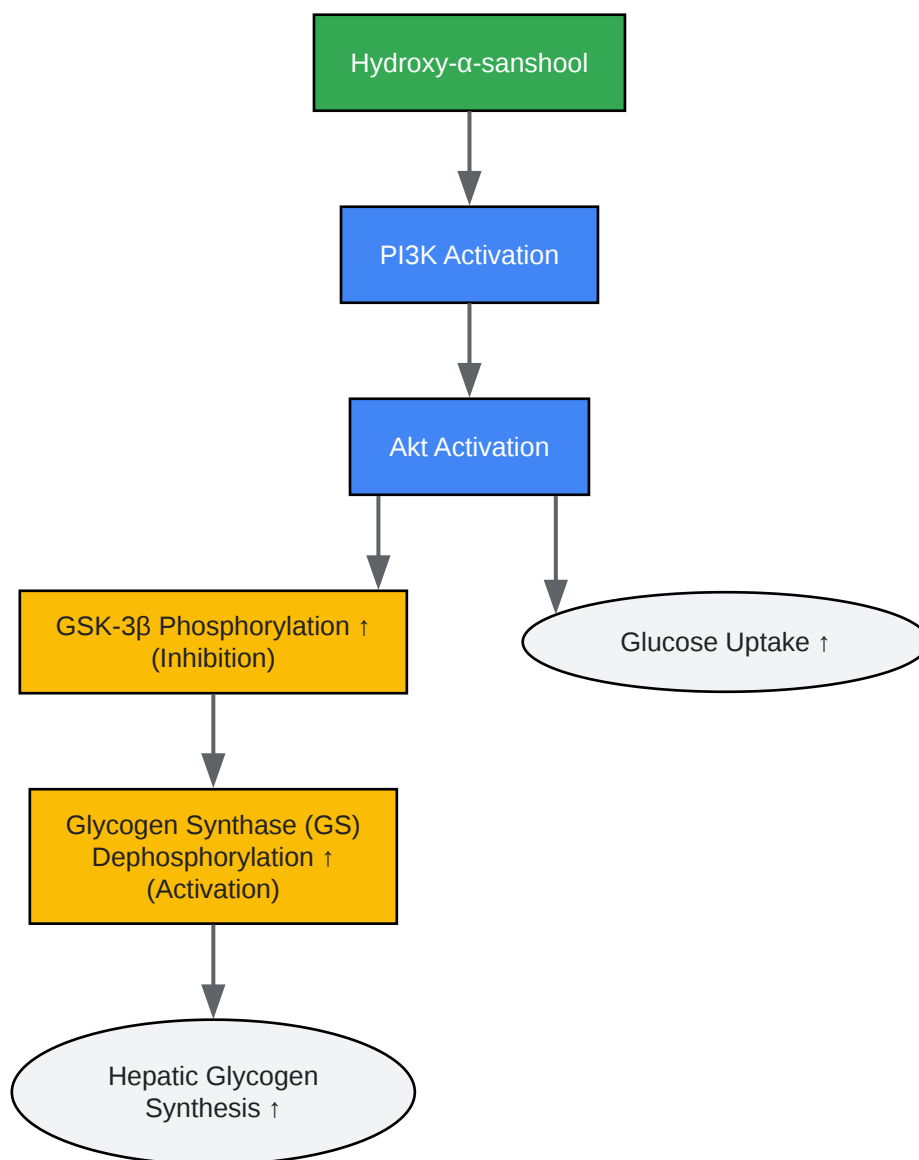 Hydroxy-α-sanshool
PI3K Activation
Akt Activation
GSK-3β Phosphorylation ↑
(Inhibition)
Glucose Uptake ↑
Glycogen Synthase (GS)
Dephosphorylation ↑
(Activation)
Hepatic Glycogen
Synthesis ↑